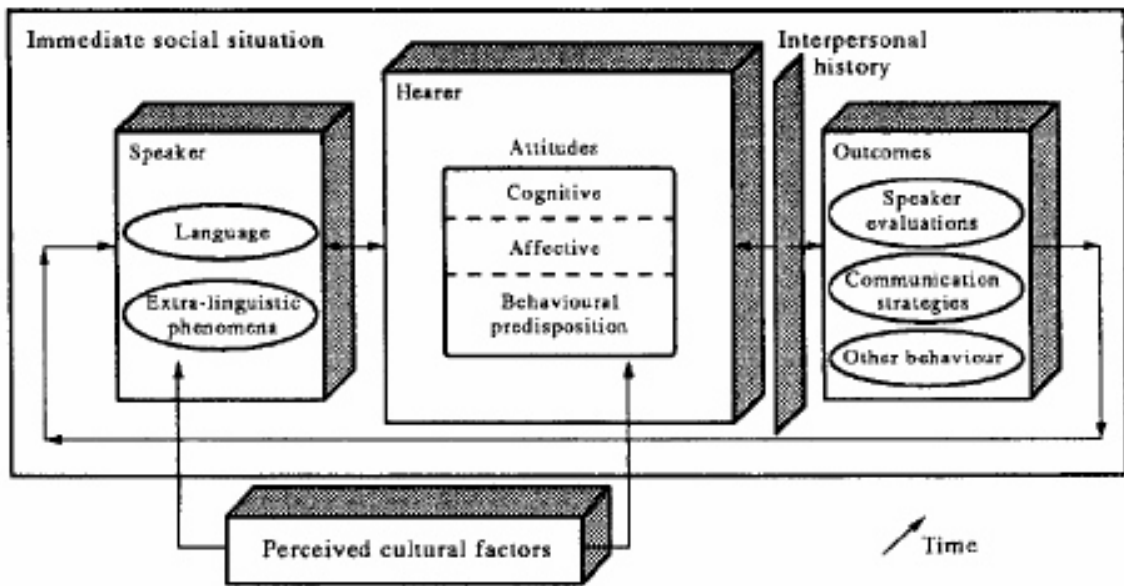 Immediate social situation
Interpersonal
history
Hearer
Speaker
Outcomes
Attitudes
Cognitive
Speaker
evaluations
Language
Affective
Communication
strategies
Extra-linguistic
phenomena
Behavioural
predisposition
Other behaviour
Perceived cultural factors
Time